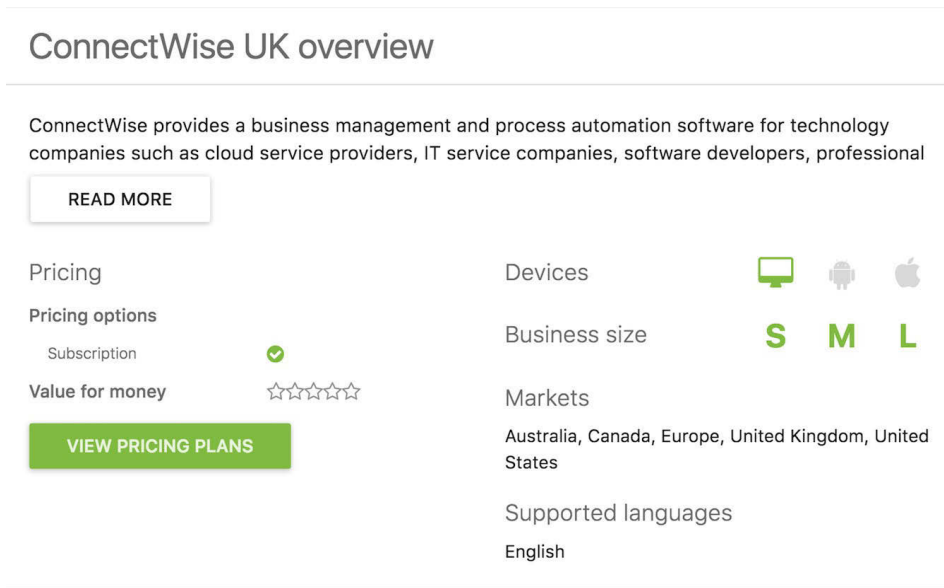 ConnectWise UK overview
ConnectWise provides a business management and process automation software for technology
companies such as cloud service providers, IT service companies, software developers, professional
READ MORE
Pricing
Pricing options
Subscription
Value for money
VIEW PRICING PLANS
Devices
Business size
S M L
Markets
Australia, Canada, Europe, United Kingdom, United
States
Supported languages
English